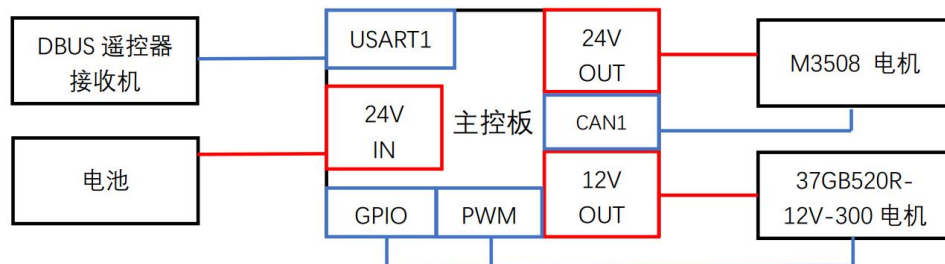 DBUS 遥控器
接收机
电池
USART1
24V
IN
主控板
GPIO
PWM
24V
OUT
CAN1
12V
OUT
M3508 电机
37GB520R-
12V-300 电机